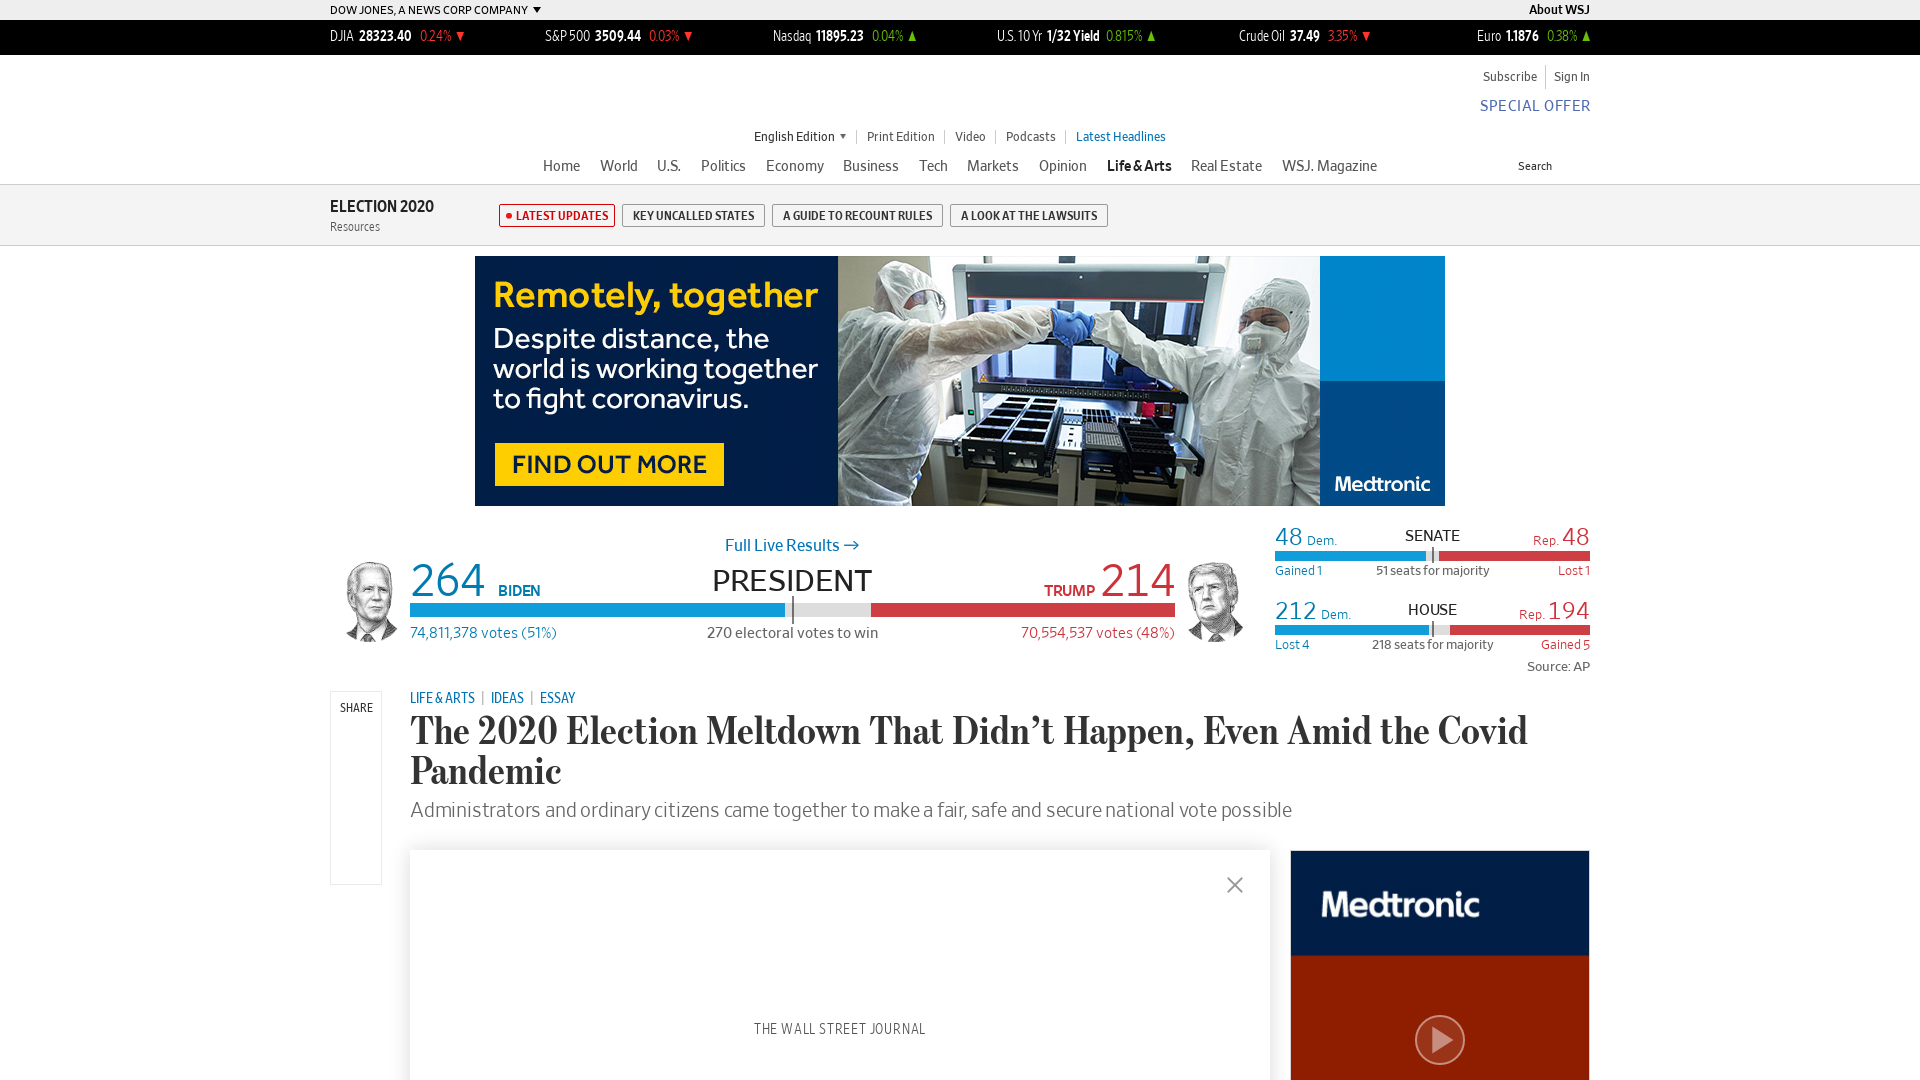 DOW JONES, A NEWS CORP COMPANY
About WSJ
DJIA 28323.40 0.24%
S&P 500 3509.44 0.03%
Nasdaq 11895.23 0.04%
U.S. 10 Yr 1/32 Yield 0.815%
Crude Oil 37.49 3.35%
Euro 1.1876 0.38%
Subscribe
Sign In
SPECIAL OFFER
English Edition
Print Edition
Video
Podcasts
Latest Headlines
Home
World
U.S.
Politics
Economy
Business
Tech
Markets
Opinion
Life & Arts
Real Estate
WSJ. Magazine
Search
ELECTION 2020
Resources
LATEST UPDATES
KEY UNCALLED STATES
A GUIDE TO RECOUNT RULES
A LOOK AT THE LAWSUITS
Remotely, together
Despite distance, the
world is working together
to fight coronavirus.
FIND OUT MORE
Medtronic
Full Live Results →
264 BIDEN
PRESIDENT
TRUMP 214
74,811,378 votes (51%)
270 electoral votes to win
70,554,537 votes (48%)
48 Dem.
SENATE
Rep. 48
Gained 1
51 seats for majority
Lost 1
212 Dem.
HOUSE
Rep. 194
Lost 4
218 seats for majority
Gained 5
Source: AP
SHARE
LIFE & ARTS | IDEAS | ESSAY
The 2020 Election Meltdown That Didn’t Happen, Even Amid the Covid
Pandemic
Administrators and ordinary citizens came together to make a fair, safe and secure national vote possible
THE WALL STREET JOURNAL
Medtronic